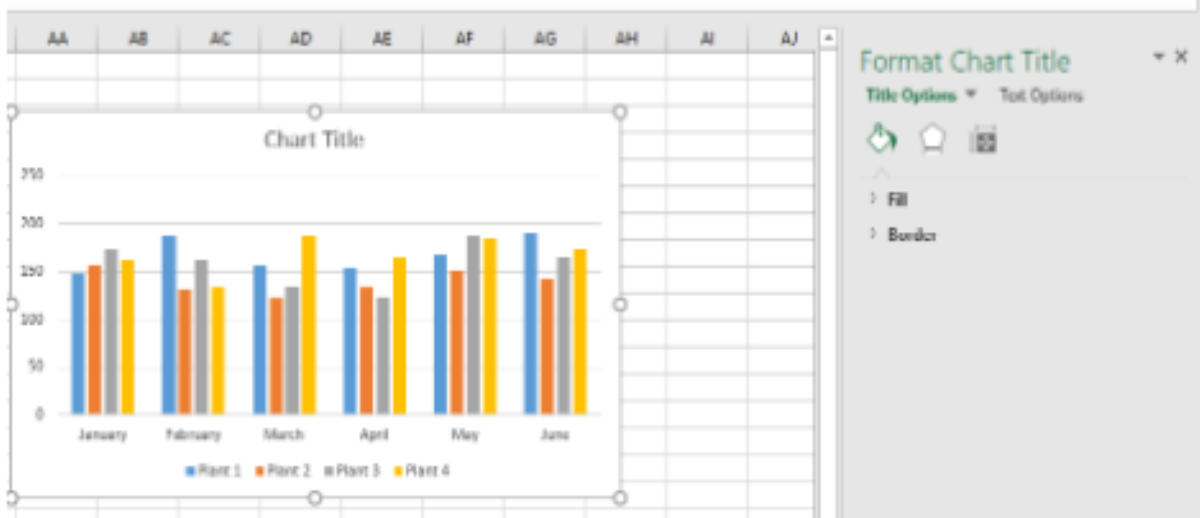 AA AB AC AD AE AF AG AH AI AJ
Format Chart Title
Title Options Text Options
Fill
Border
Chart Title
250
200
150
100
50
0
January February March April May June
Plant 1 Plant 2 Plant 3 Plant 4